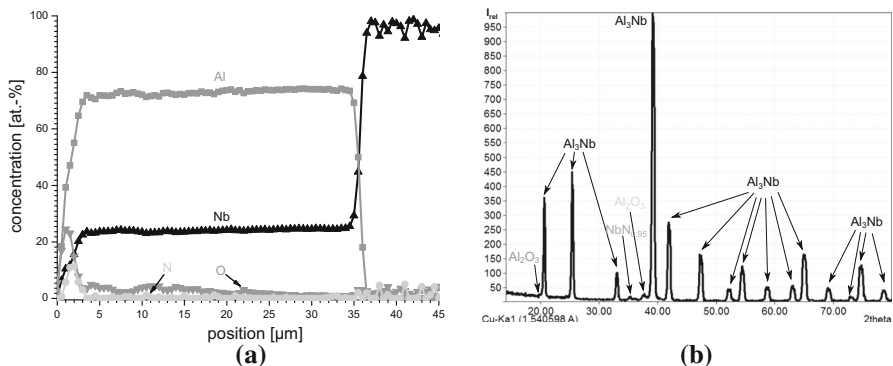 (a)
concentration [at.-%]
100
80
60
40
20
0
Al
Nb
N
O
0 5 10 15 20 25 30 35 40 45
position [µm]
(b)
Irel
950
900
850
800
750
700
650
600
550
500
450
400
350
300
250
200
150
100
50
Al3Nb
Al3Nb
Al2O3
Al3Nb
NbN0.95
Al3Nb
Al2O3
20.00 30.00 40.00 50.00 60.00 70.00
Cu-Ka1 (1.540598 A) 2theta